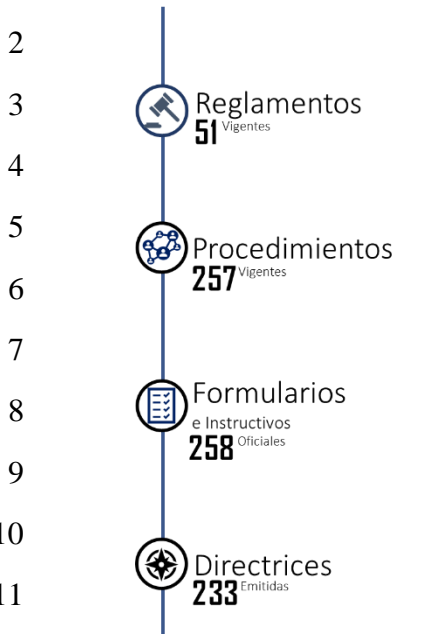 2
3
Reglamentos
51 Vigentes
4
5
Procedimientos
257 Vigentes
6
7
Formularios
8
e Instructivos
258 Oficiales
9
10
Directrices
11
233 Emitidas